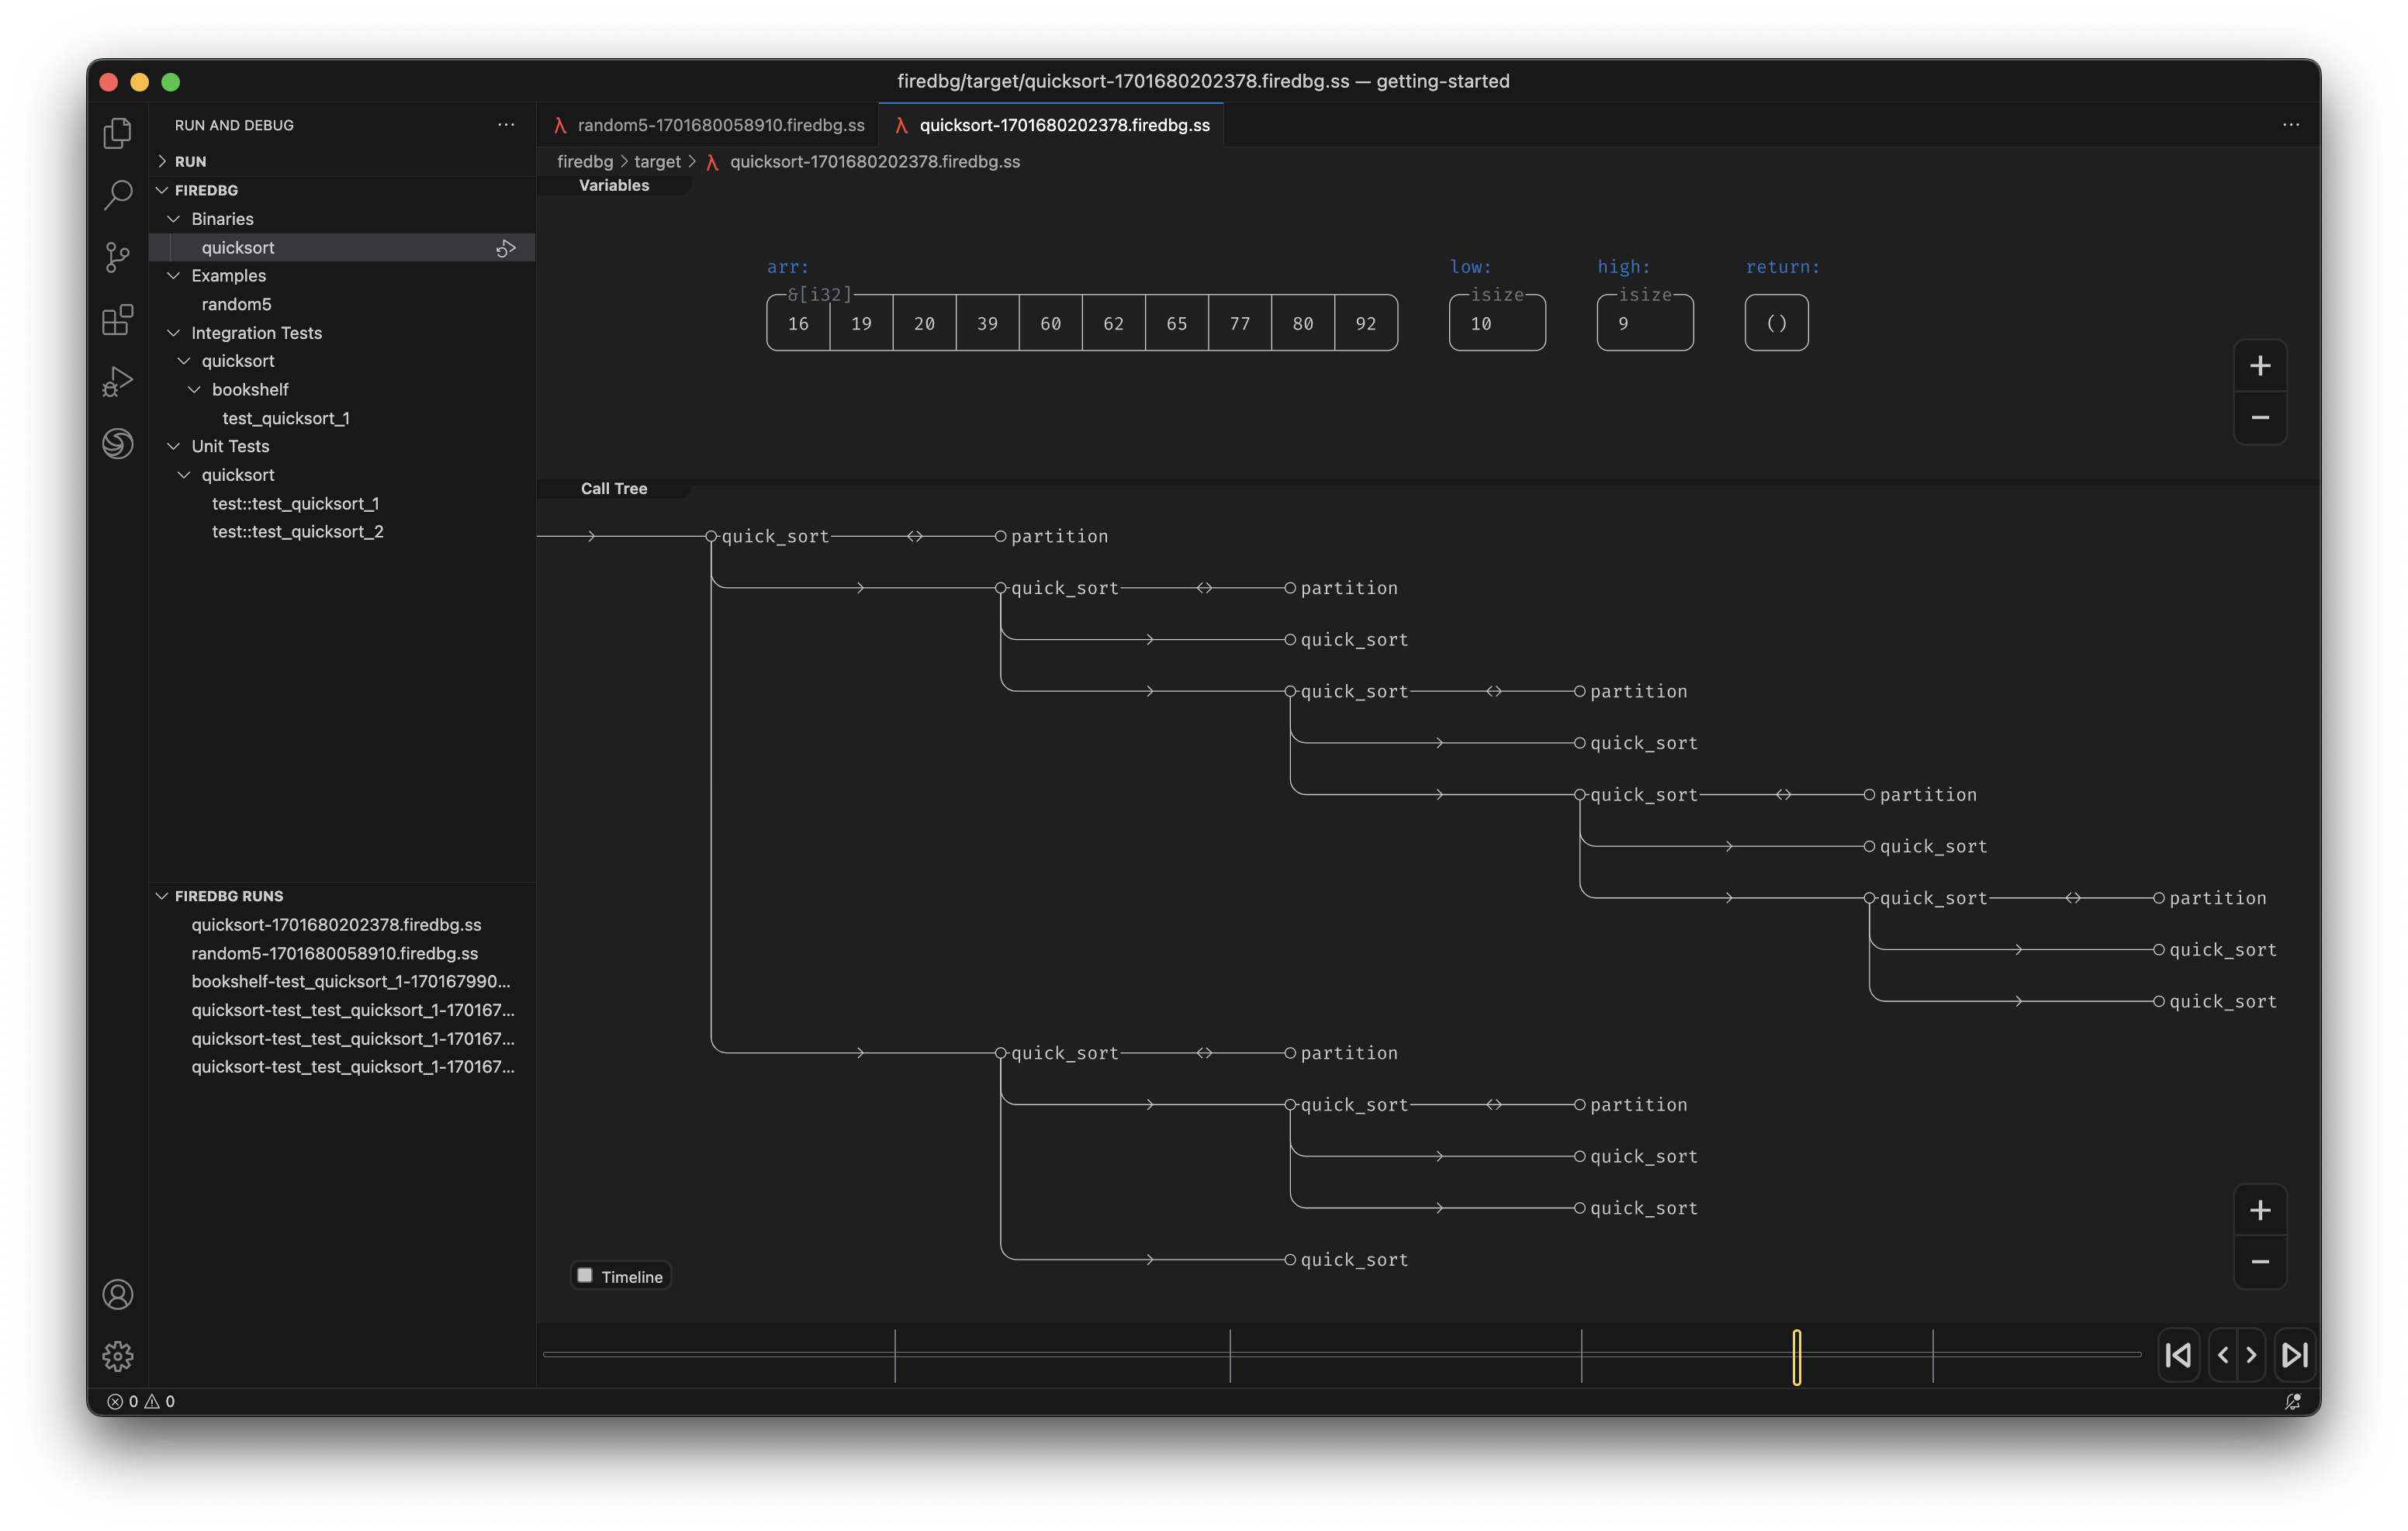 firedbg/target/quicksort-1701680202378.firedbg.ss — getting-started
RUN AND DEBUG
RUN
FIREDBG
Binaries
quicksort
Examples
random5
Integration Tests
quicksort
bookshelf
test_quicksort_1
Unit Tests
quicksort
test::test_quicksort_1
test::test_quicksort_2
FIREDBG RUNS
quicksort-1701680202378.firedbg.ss
random5-1701680058910.firedbg.ss
bookshelf-test_quicksort_1-170167990...
quicksort-test_test_quicksort_1-170167...
quicksort-test_test_quicksort_1-170167...
quicksort-test_test_quicksort_1-170167...
λ random5-1701680058910.firedbg.ss λ quicksort-1701680202378.firedbg.ss
firedbg > target > λ quicksort-1701680202378.firedbg.ss
Variables
arr: low: high: return:
&[i32] isize isize
16 19 20 39 60 62 65 77 80 92 10 9 ()
Call Tree
quick_sort partition
quick_sort partition
quick_sort
quick_sort partition
quick_sort
quick_sort partition
quick_sort
quick_sort partition
quick_sort
quick_sort
quick_sort partition
quick_sort partition
quick_sort
quick_sort
quick_sort
Timeline
0 0